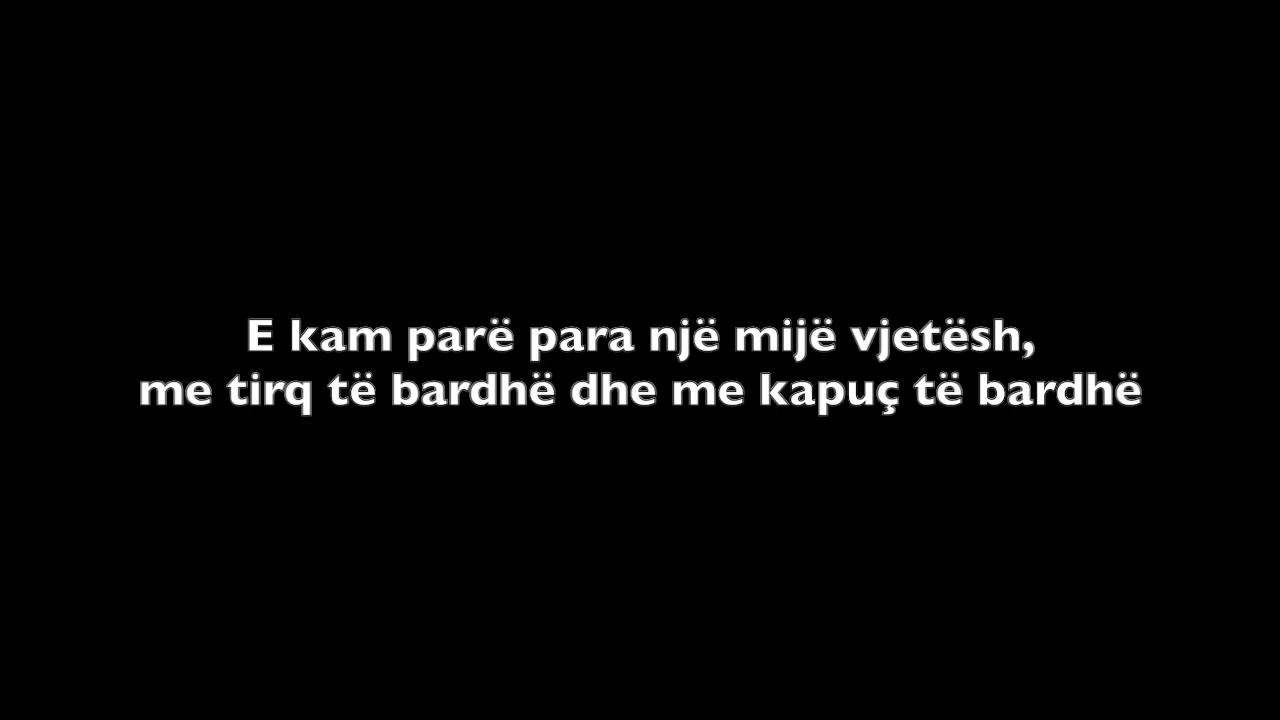 E kam parë para një mijë vjetësh,
me tirq të bardhë dhe me kapuç të bardhë